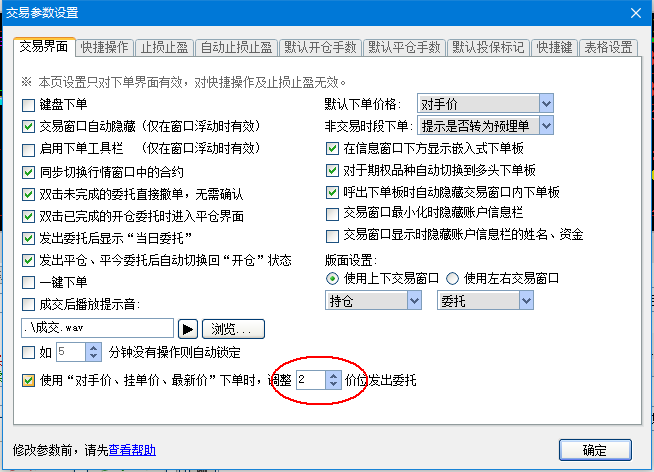 交易参数设置
交易界面 快捷操作 止损止盈 自动止损止盈 默认开仓手数 默认平仓手数 默认投保标记 快捷键 表格设置
※ 本页设置只对下单界面有效，对快捷操作及止损止盈无效。
键盘下单
交易窗口自动隐藏（仅在窗口浮动时有效）
启用下单工具栏 （仅在窗口浮动时有效）
同步切换行情窗口中的合约
双击未完成的委托直接撤单，无需确认
双击已完成的开仓委托时进入平仓界面
发出委托后显示“当日委托”
发出平仓、平今委托后自动切换回“开仓”状态
一键下单
成交后播放提示音：
.\成交.wav 浏览...
如 5 分钟没有操作则自动锁定
使用“对手价、挂单价、最新价”下单时，调整 2 价位发出委托
默认下单价格： 对手价
非交易时段下单： 提示是否转为预埋单
在信息窗口下方显示嵌入式下单板
对于期权品种自动切换到多头下单板
呼出下单板时自动隐藏交易窗口内下单板
交易窗口最小化时隐藏账户信息栏
交易窗口显示时隐藏账户信息栏的姓名、资金
版面设置：
使用上下交易窗口 使用左右交易窗口
持仓 委托
修改参数前，请先查看帮助
确定